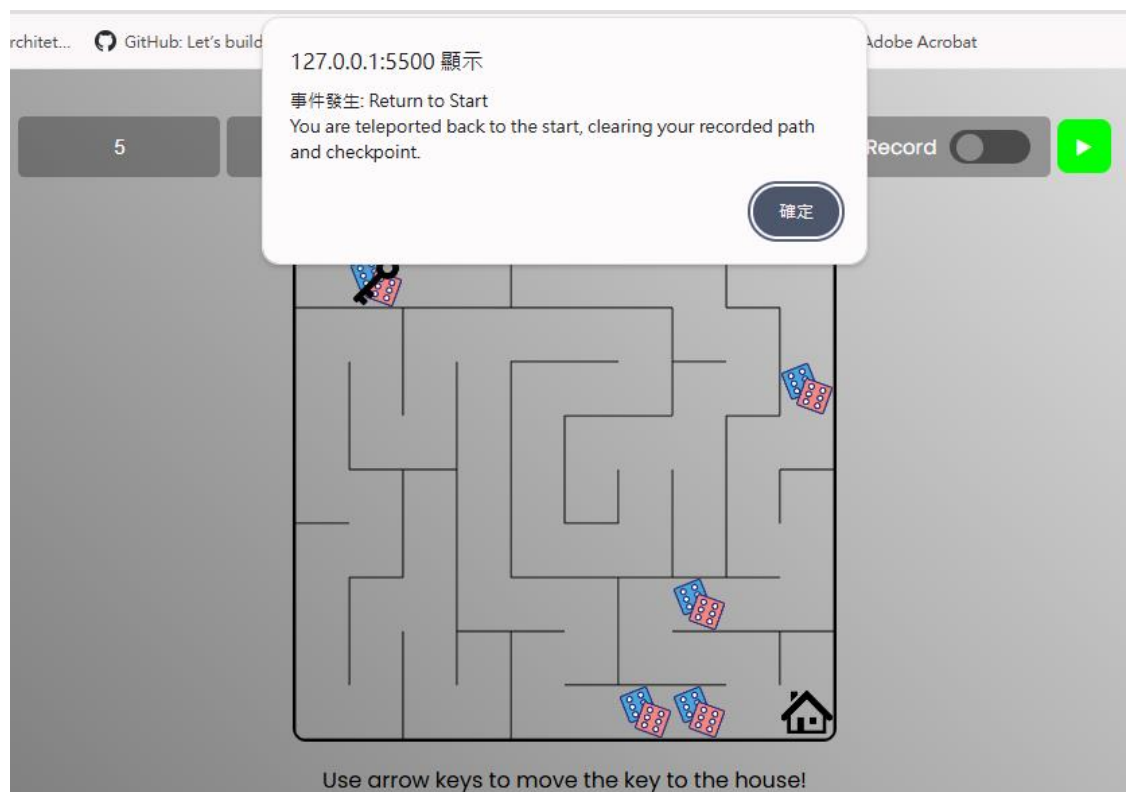 rchitet...
GitHub: Let's build
Adobe Acrobat
127.0.0.1:5500 顯示
事件發生: Return to Start
You are teleported back to the start, clearing your recorded path
and checkpoint.
確定
5
Record
Use arrow keys to move the key to the house!